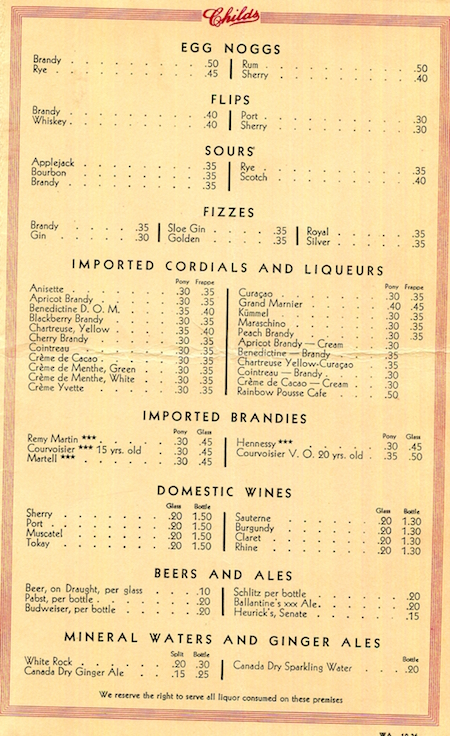 Childs
EGG NOGGS
Brandy . . . . . . . . . .50
Rye . . . . . . . . . .45
Rum . . . . . . . . . .50
Sherry . . . . . . . . . .40
FLIPS
Brandy . . . . . . . . . .40
Whiskey . . . . . . . . . .40
Port . . . . . . . . . .30
Sherry . . . . . . . . . .30
SOURS
Applejack . . . . . . . . .35
Bourbon . . . . . . . . .35
Brandy . . . . . . . . .35
Rye . . . . . . . . . .35
Scotch . . . . . . . . . .40
FIZZES
Brandy . . . . . .35
Gin . . . . . .30
Sloe Gin . . . . .35
Golden . . . . .35
Royal . . . . . .35
Silver . . . . . .35
IMPORTED CORDIALS AND LIQUEURS
Pony Frappe
Anisette . . . . . .30 .35
Apricot Brandy . . . . .30 .35
Benedictine D. O. M. . . . .35 .40
Blackberry Brandy . . . .30 .35
Chartreuse, Yellow . . . .35 .40
Cherry Brandy . . . . .30 .35
Cointreau . . . . . .30 .35
Crème de Cacao . . . . .30 .35
Crème de Menthe, Green . . .30 .35
Crème de Menthe, White . . .30 .35
Crème Yvette . . . . .30 .35
Pony Frappe
Curaçao . . . . . .30 .35
Grand Marnier . . . . .40 .45
Kümmel . . . . . .30 .35
Maraschino . . . . . .30 .35
Peach Brandy . . . . .30 .35
Apricot Brandy — Cream . . .30
Benedictine — Brandy . . . .35
Chartreuse Yellow-Curaçao . . .35
Cointreau — Brandy . . . .30
Crème de Cacao — Cream . . .30
Rainbow Pousse Cafe . . . .50
IMPORTED BRANDIES
Pony Glass
Remy Martin *** . . . . .30 .45
Courvoisier *** 15 yrs. old . . .30 .45
Martell *** . . . . . .30 .45
Pony Glass
Hennessy *** . . . . . .30 .45
Courvoisier V. O. 20 yrs. old . .35 .50
DOMESTIC WINES
Glass Bottle
Sherry . . . . . . .20 1.50
Port . . . . . . .20 1.50
Muscatel . . . . . .20 1.50
Tokay . . . . . . .20 1.50
Glass Bottle
Sauterne . . . . . .20 1.30
Burgundy . . . . . .20 1.30
Claret . . . . . . .20 1.30
Rhine . . . . . . .20 1.30
BEERS AND ALES
Beer, on Draught, per glass . . . .10
Pabst, per bottle . . . . . .20
Budweiser, per bottle . . . . .20
Schlitz per bottle . . . . . .20
Ballantine's xxx Ale . . . . . .20
Heurick's, Senate . . . . . .15
MINERAL WATERS AND GINGER ALES
Split Bottle
White Rock . . . . . .20 .30
Canada Dry Ginger Ale . . . .15 .25
Bottle
Canada Dry Sparkling Water . . . .20
We reserve the right to serve all liquor consumed on these premises